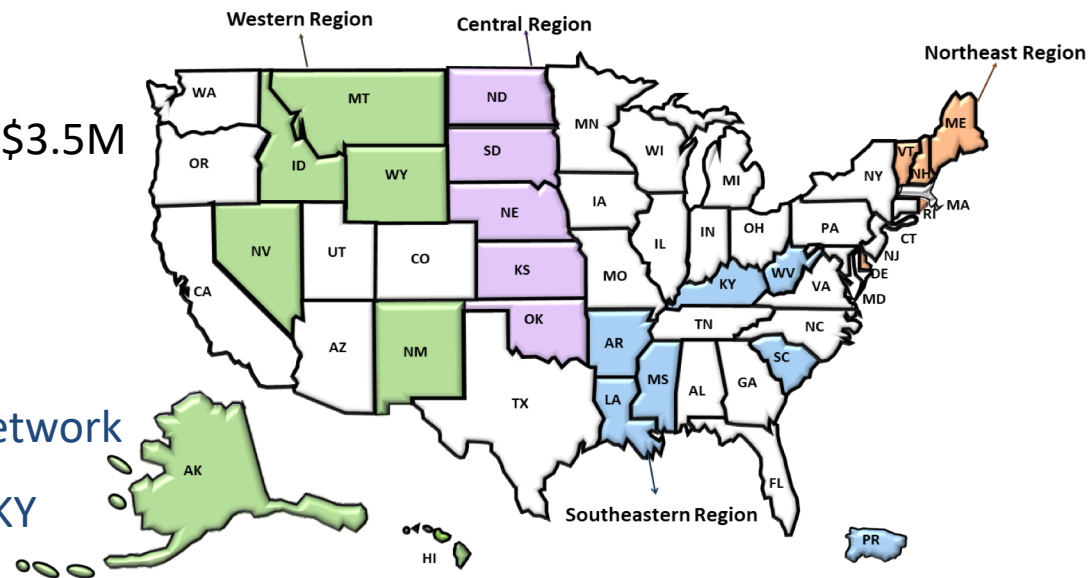 Western Region
Central Region
Northeast Region
$3.5M
WA
MT
ND
MN
ME
OR
ID
WY
SD
WI
MI
NY
VT
NH
MA
RI
CT
NV
UT
CO
NE
IA
IL
IN
OH
PA
NJ
DE
MD
CA
KS
MO
KY
WV
VA
AZ
NM
OK
AR
TN
NC
SC
TX
LA
MS
AL
GA
FL
etwork
KY
AK
HI
Southeastern Region
PR